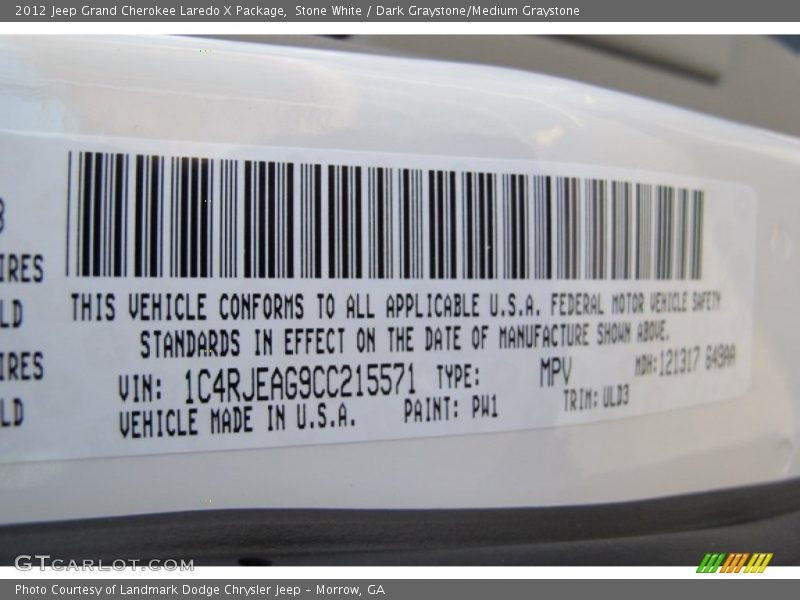 2012 Jeep Grand Cherokee Laredo X Package, Stone White / Dark Graystone/Medium Graystone
IRES
LD
IRES
LD
THIS VEHICLE CONFORMS TO ALL APPLICABLE U.S.A. FEDERAL MOTOR VEHICLE SAFETY
STANDARDS IN EFFECT ON THE DATE OF MANUFACTURE SHOWN ABOVE.
VIN: 1C4RJEAG9CC215571 TYPE: MPV MDH: 121317
VEHICLE MADE IN U.S.A. PAINT: PW1 TRIM: ULD3
GTcarlot.com
Photo Courtesy of Landmark Dodge Chrysler Jeep – Morrow, GA